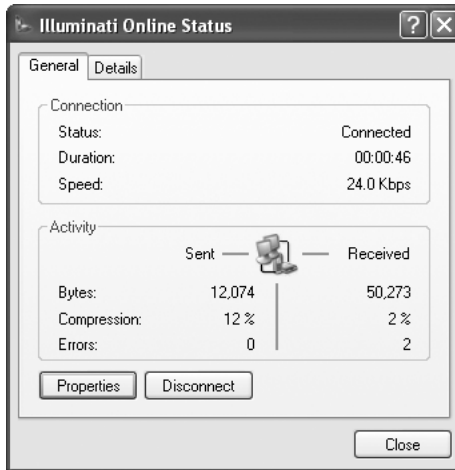 Illuminati Online Status
General Details
Connection
Status: Connected
Duration: 00:00:46
Speed: 24.0 Kbps
Activity
Sent Received
Bytes: 12,074 50,273
Compression: 12 % 2 %
Errors: 0 2
Properties Disconnect
Close